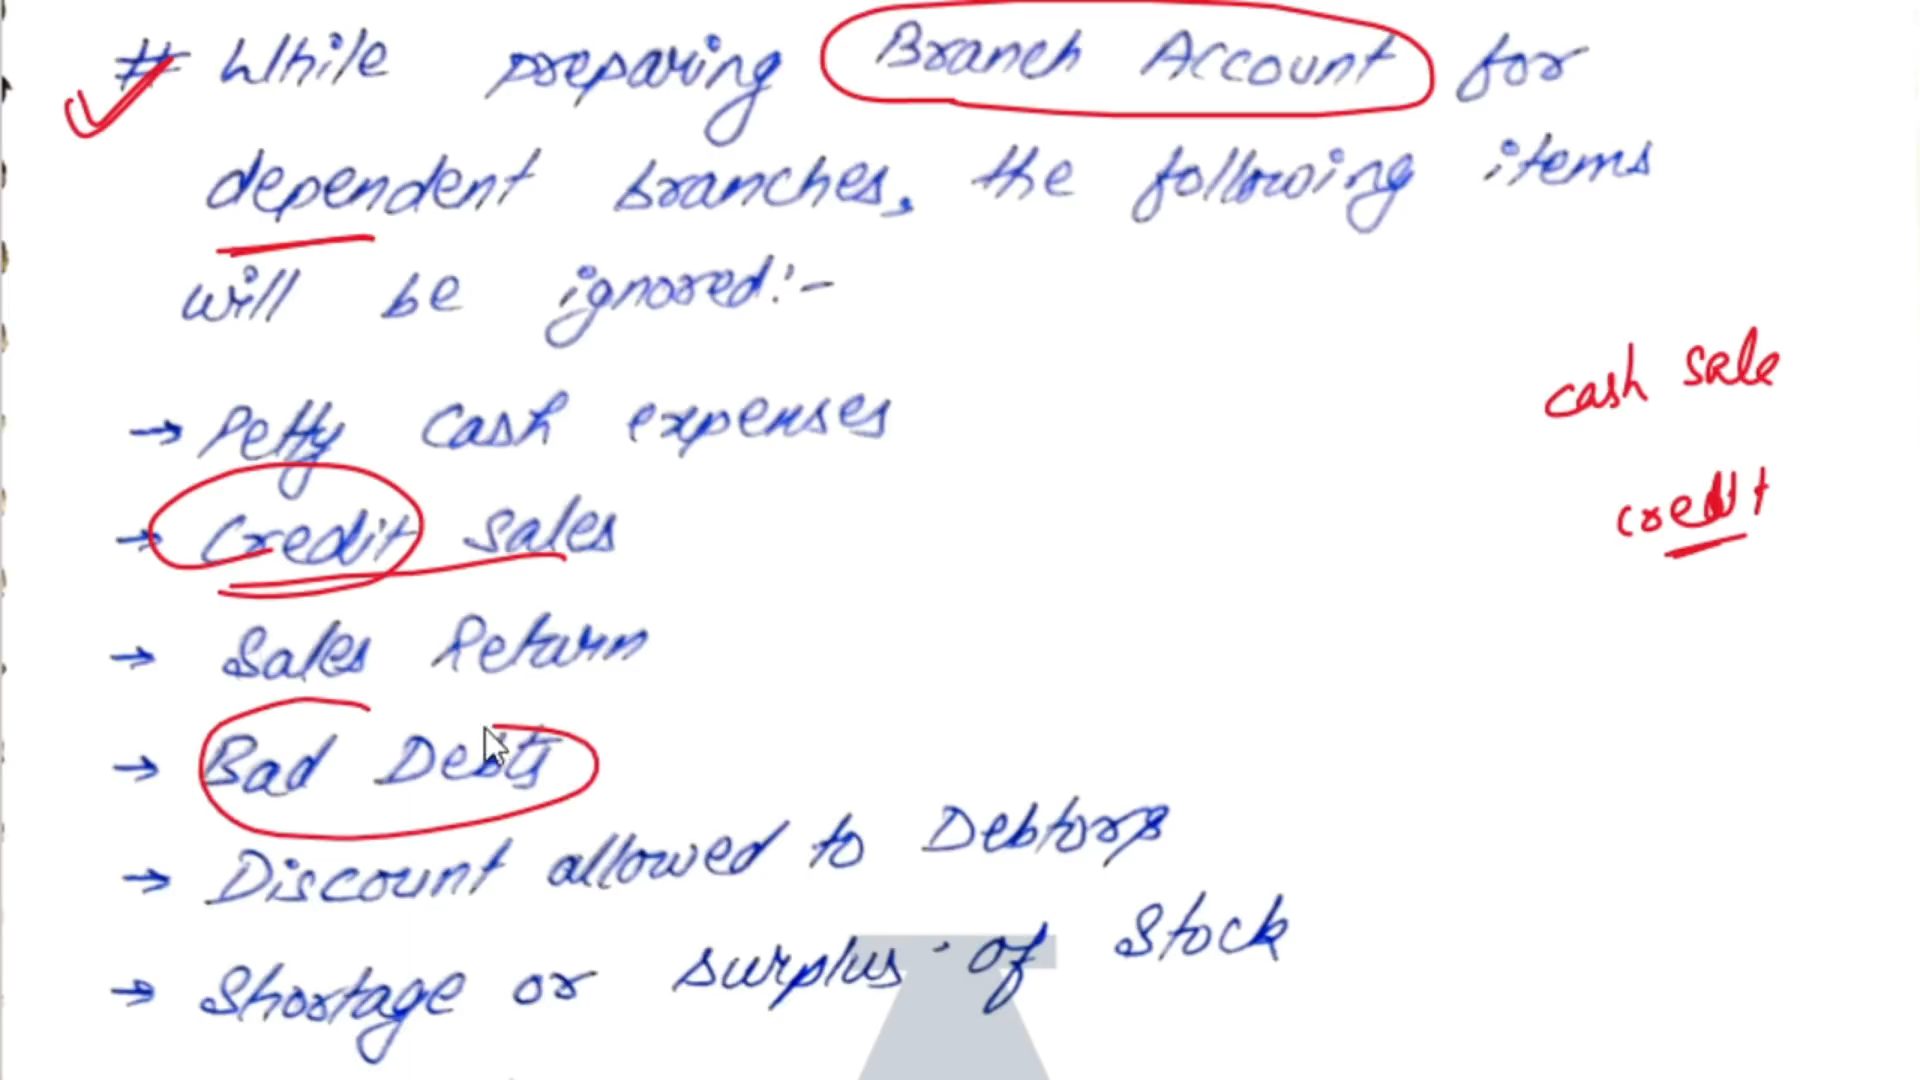 # While preparing Branch Account for
dependent branches, the following items
will be ignored:-
→ Petty Cash expenses
→ Credit Sales
→ Sales Return
→ Bad Debts
→ Discount allowed to Debtors
→ Shortage or surplus of Stock
cash sale
credit